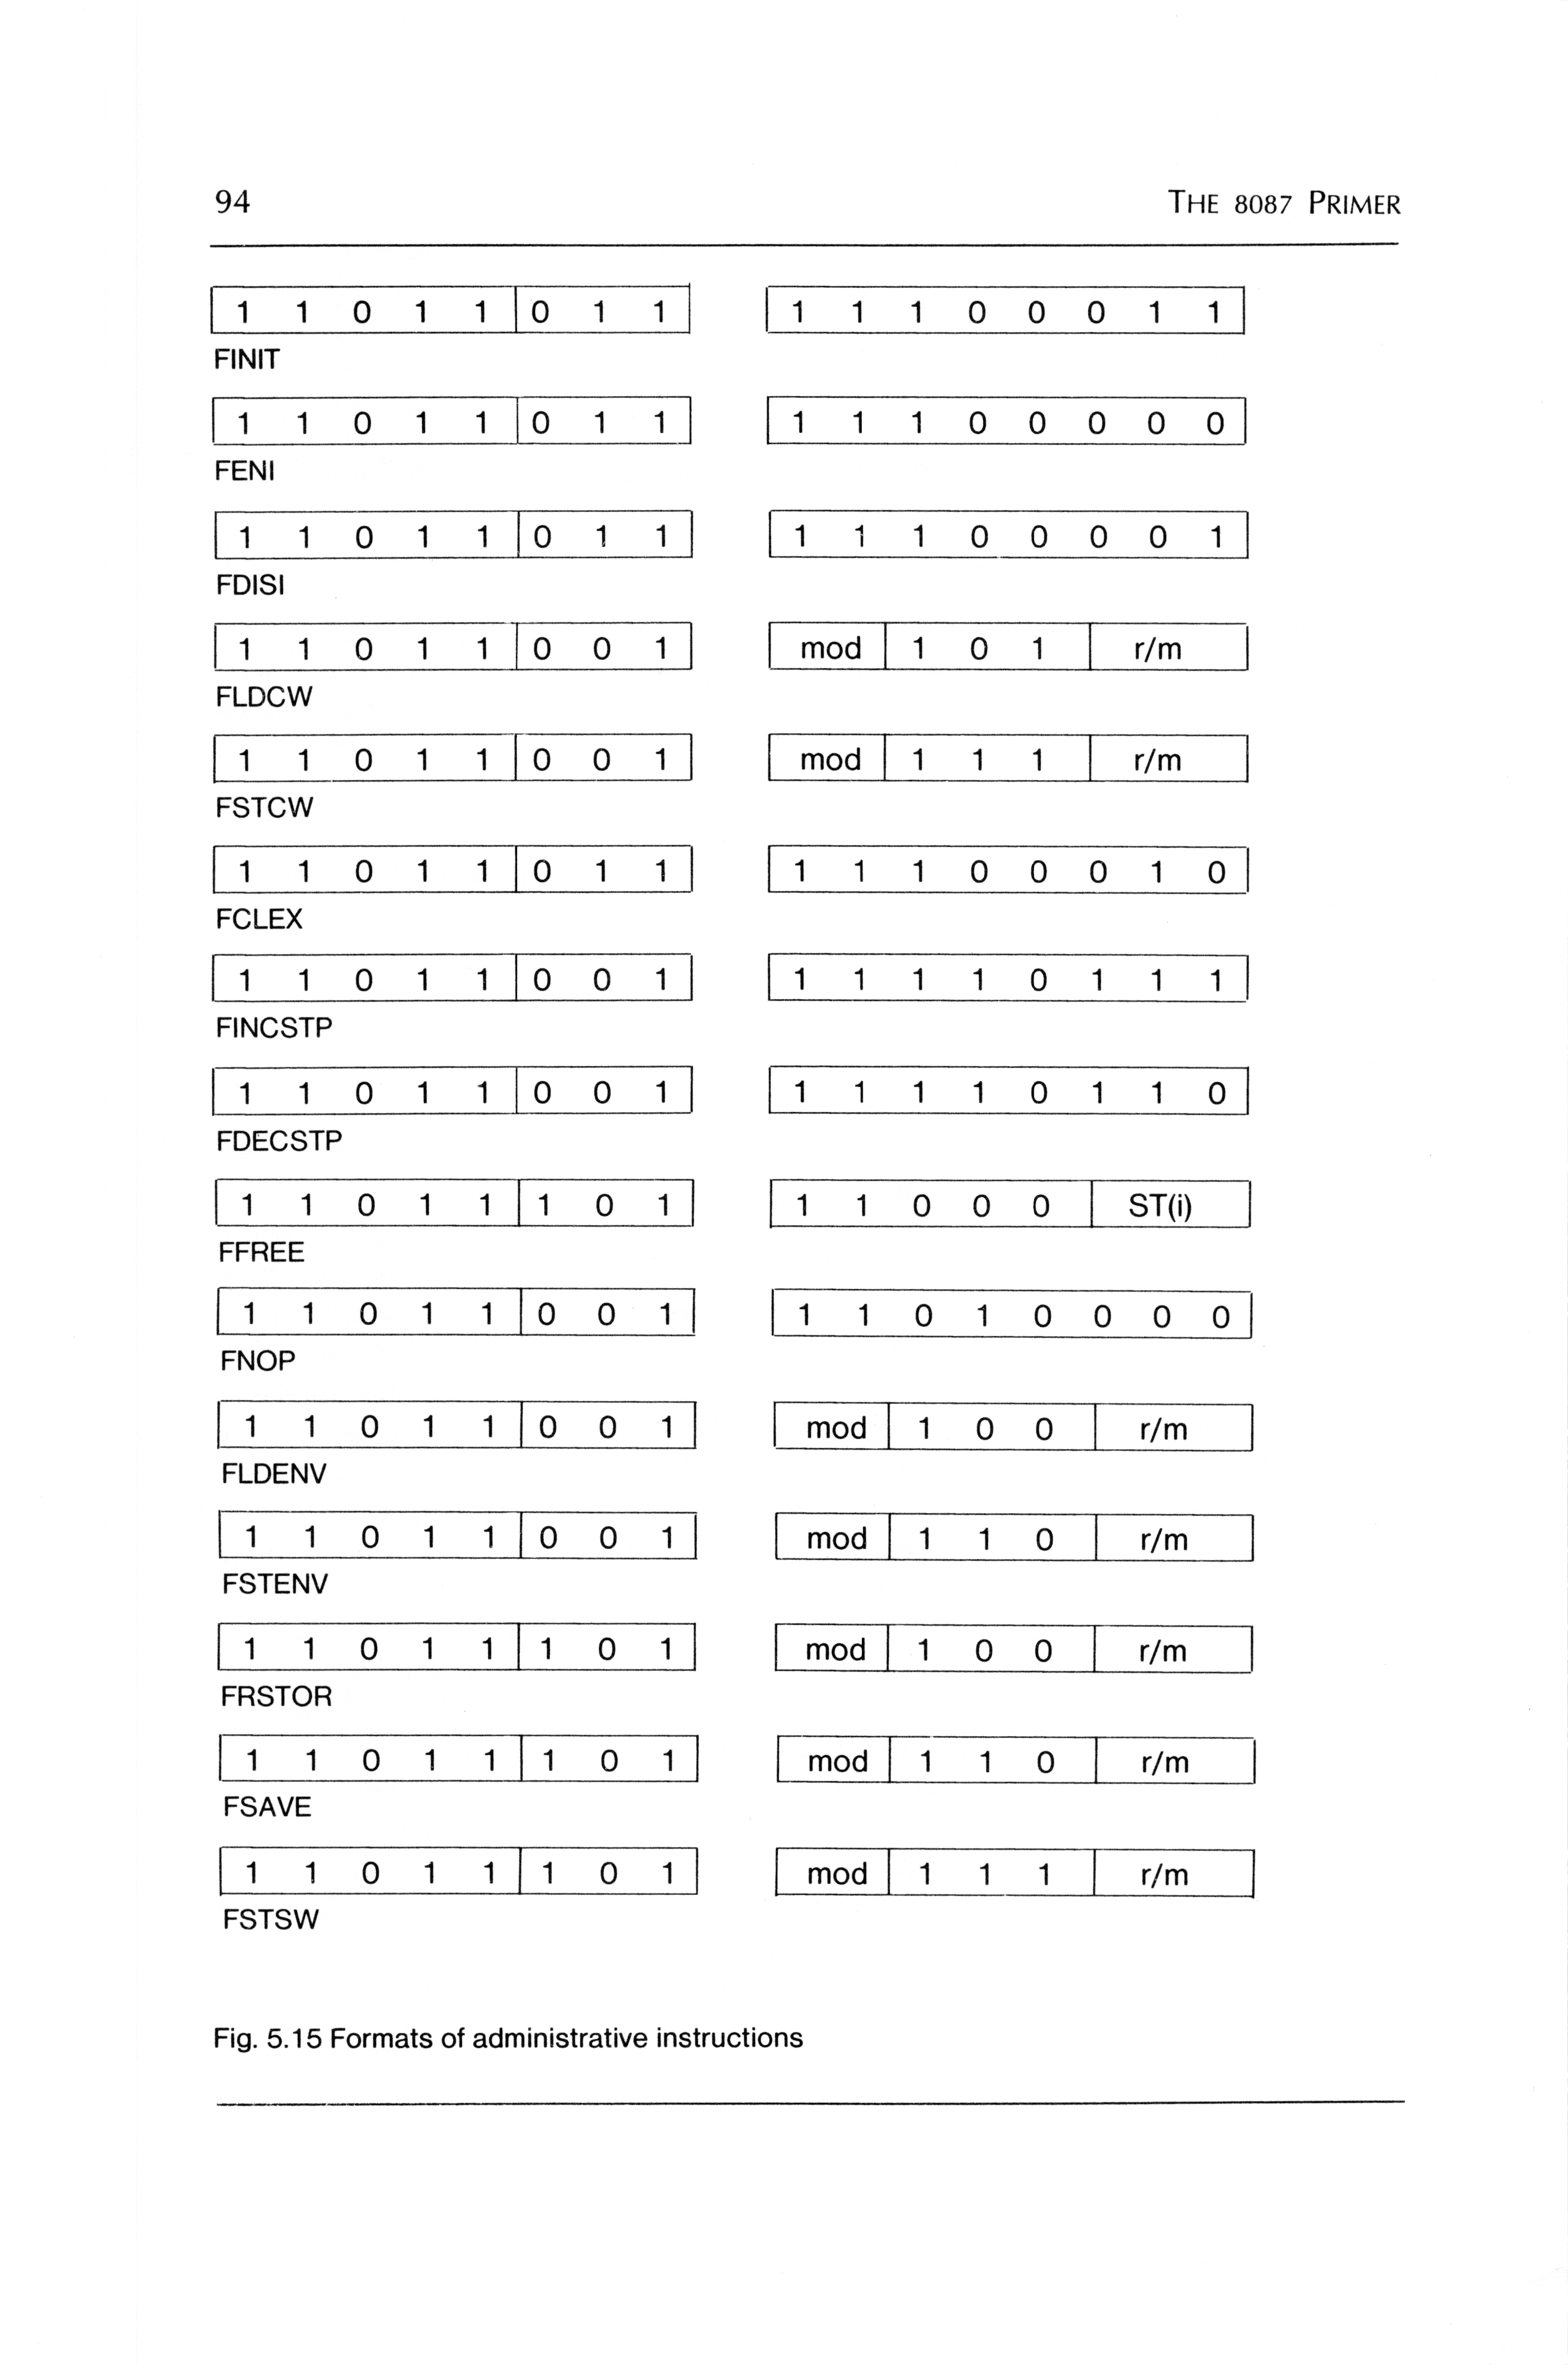 94 THE 8087 PRIMER
1 1 0 1 1 0 1 1 1 1 1 0 0 0 1 1
FINIT
1 1 0 1 1 0 1 1 1 1 1 0 0 0 0 0
FENI
1 1 0 1 1 0 1 1 1 1 1 0 0 0 0 1
FDISI
1 1 0 1 1 0 0 1 mod 1 0 1 r/m
FLDCW
1 1 0 1 1 0 0 1 mod 1 1 1 r/m
FSTCW
1 1 0 1 1 0 1 1 1 1 1 0 0 0 1 0
FCLEX
1 1 0 1 1 0 0 1 1 1 1 1 0 1 1 1
FINCSTP
1 1 0 1 1 0 0 1 1 1 1 1 0 1 1 0
FDECSTP
1 1 0 1 1 1 0 1 1 1 0 0 0 ST(i)
FFREE
1 1 0 1 1 0 0 1 1 1 0 1 0 0 0 0
FNOP
1 1 0 1 1 0 0 1 mod 1 0 0 r/m
FLDENV
1 1 0 1 1 0 0 1 mod 1 1 0 r/m
FSTENV
1 1 0 1 1 1 0 1 mod 1 0 0 r/m
FRSTOR
1 1 0 1 1 1 0 1 mod 1 1 0 r/m
FSAVE
1 1 0 1 1 1 0 1 mod 1 1 1 r/m
FSTSW
Fig. 5.15 Formats of administrative instructions